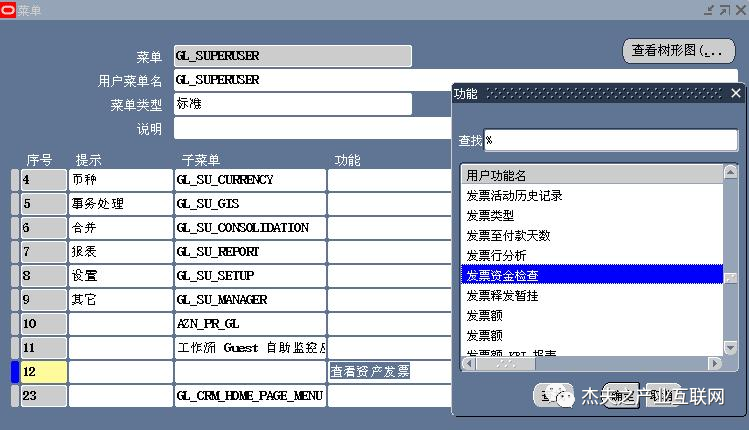 菜单
菜单 GL_SUPERUSER
查看树形图(_...
用户菜单名 GL_SUPERUSER
菜单类型 标准
说明
序号 提示 子菜单 功能
4 币种 GL_SU_CURRENCY
5 事务处理 GL_SU_GIS
6 合并 GL_SU_CONSOLIDATION
7 报表 GL_SU_REPORT
8 设置 GL_SU_SETUP
9 其它 GL_SU_MANAGER
10 AZN_PR_GL
11 工作流 Guest 自助监控
12 查看资产发票
23 GL_CRM_HOME_PAGE_MENU
功能
查找 %
用户功能名
发票活动历史记录
发票类型
发票至付款天数
发票行分析
发票资金检查
发票释发暂挂
发票额
发票额
发票额 KPI 报表
确定
取消
杰夫之产业互联网